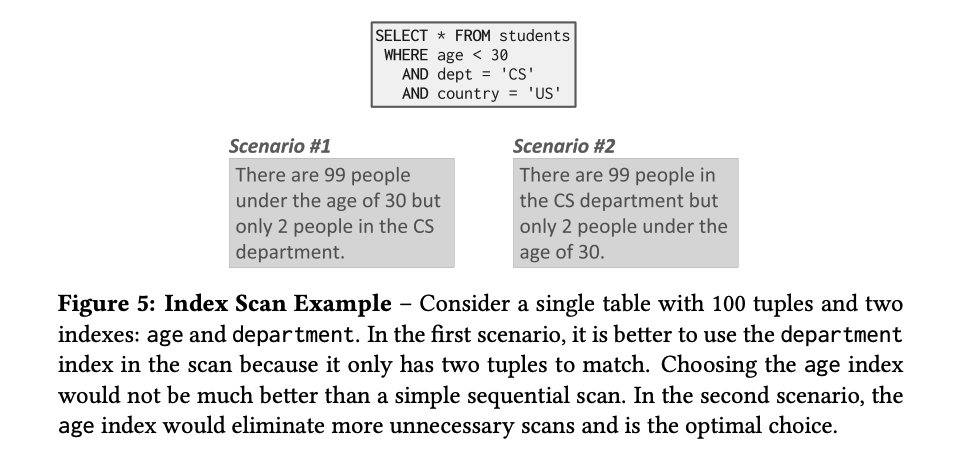 SELECT * FROM students
WHERE age < 30
AND dept = 'CS'
AND country = 'US'
Scenario #1
There are 99 people
under the age of 30 but
only 2 people in the CS
department.
Scenario #2
There are 99 people in
the CS department but
only 2 people under the
age of 30.
Figure 5: Index Scan Example – Consider a single table with 100 tuples and two
indexes: age and department. In the first scenario, it is better to use the department
index in the scan because it only has two tuples to match. Choosing the age index
would not be much better than a simple sequential scan. In the second scenario, the
age index would eliminate more unnecessary scans and is the optimal choice.